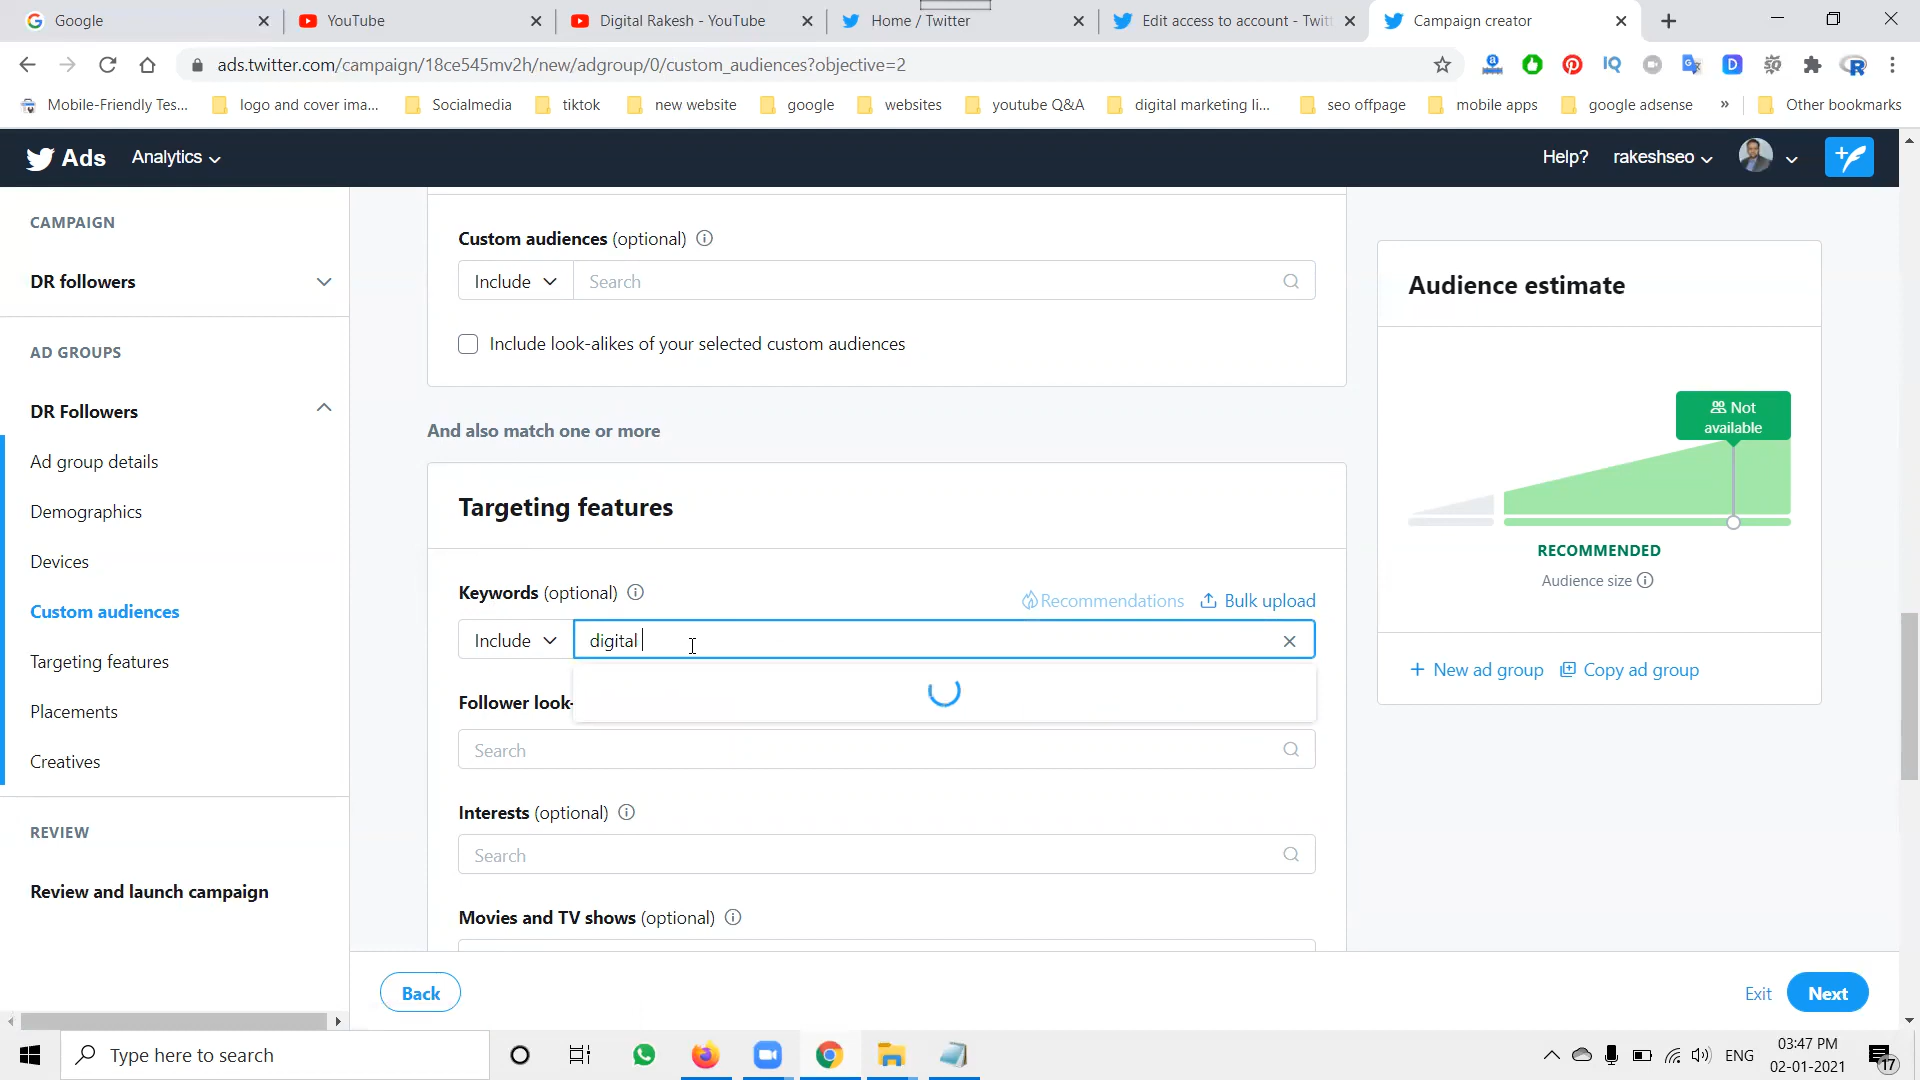 Google
YouTube
Digital Rakesh - YouTube
Home / Twitter
Edit access to account - Twitt
Campaign creator
ads.twitter.com/campaign/18ce545mv2h/new/adgroup/0/custom_audiences?objective=2
Mobile-Friendly Tes...
logo and cover ima...
Socialmedia
tiktok
new website
google
websites
youtube Q&A
digital marketing li...
seo offpage
mobile apps
google adsense
»
Other bookmarks
Ads
Analytics
Help?
rakeshseo
CAMPAIGN
DR followers
AD GROUPS
DR Followers
Ad group details
Demographics
Devices
Custom audiences
Targeting features
Placements
Creatives
REVIEW
Review and launch campaign
Custom audiences (optional)
Include
Search
Include look-alikes of your selected custom audiences
And also match one or more
Targeting features
Keywords (optional)
Recommendations
Bulk upload
Include
digital
Follower look-
Search
Interests (optional)
Search
Movies and TV shows (optional)
Back
Exit
Next
Audience estimate
Not
available
RECOMMENDED
Audience size
+ New ad group
Copy ad group
Type here to search
ENG
03:47 PM
02-01-2021
17